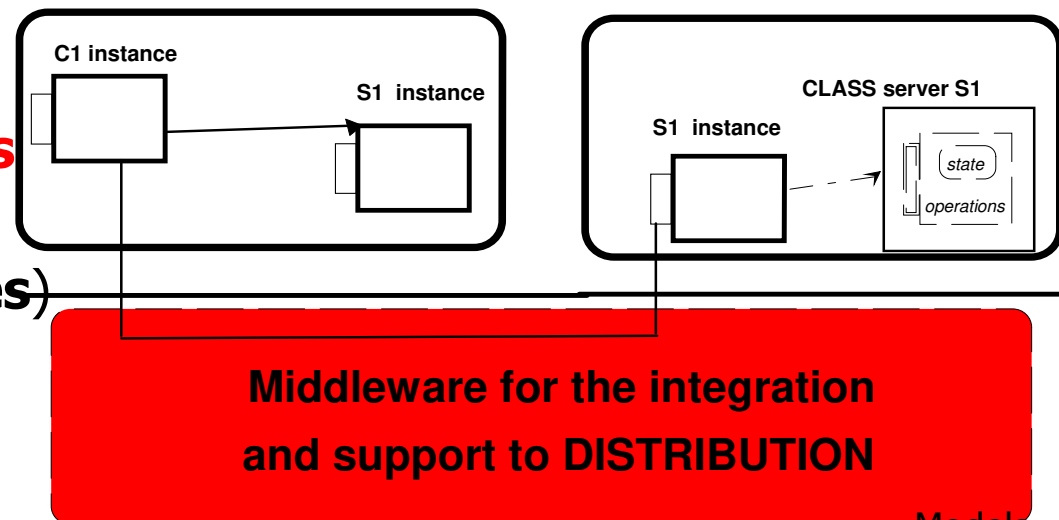 C1 instance
S1 instance
CLASS server S1
S1 instance
state
operations
s
es)
Middleware for the integration
and support to DISTRIBUTION